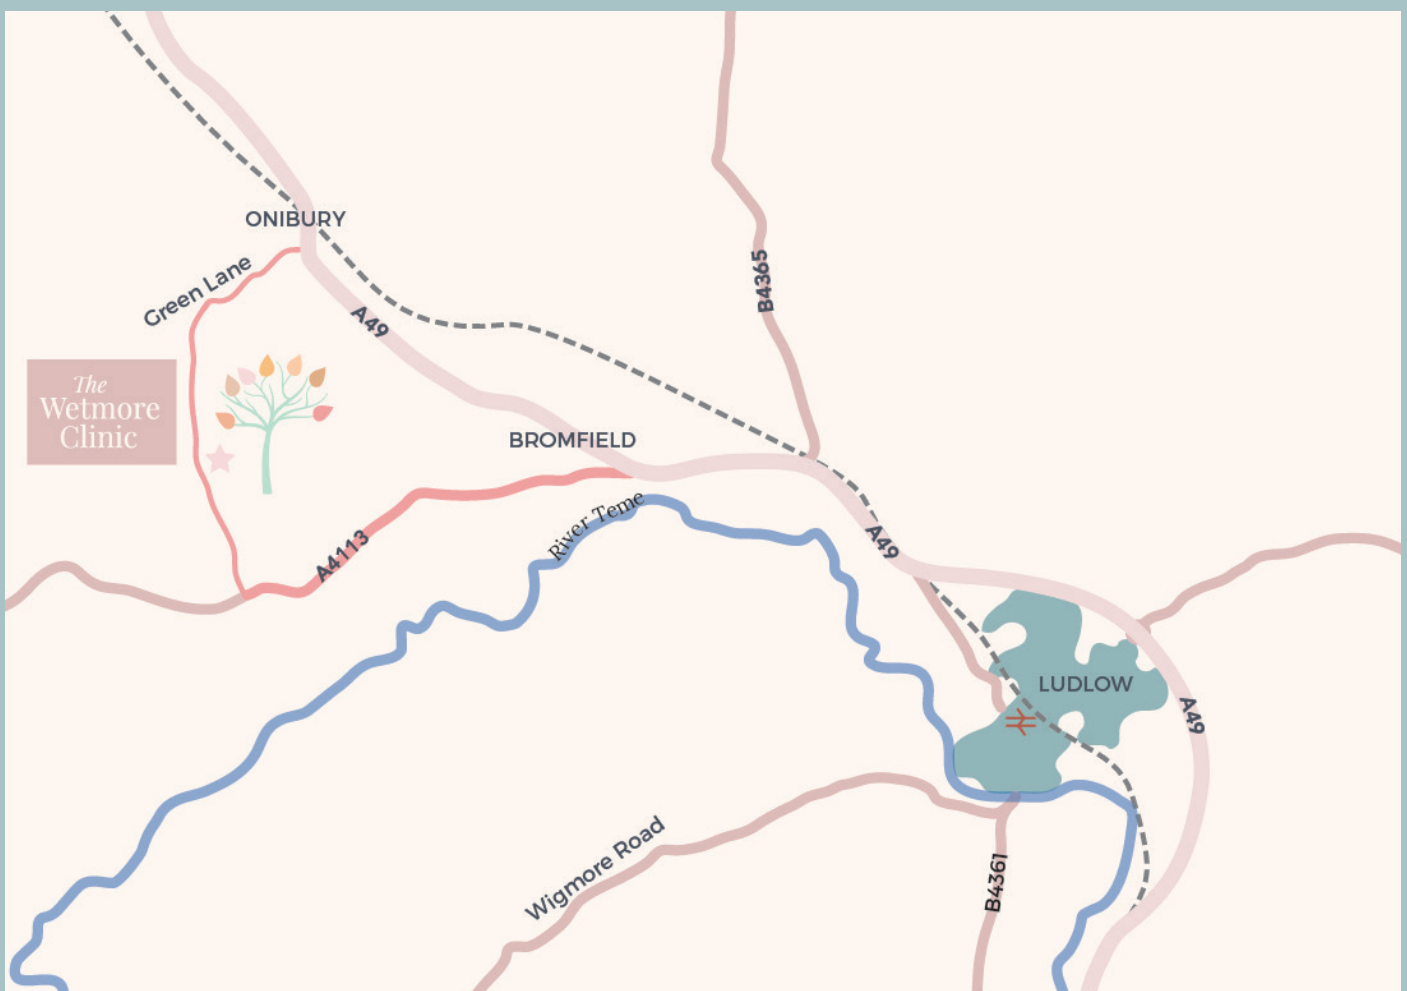 ONIBURY
Green Lane
B4365
A49
The
Wetmore
Clinic
BROMFIELD
River Teme
A4113
A49
LUDLOW
A49
Wigmore Road
B4361